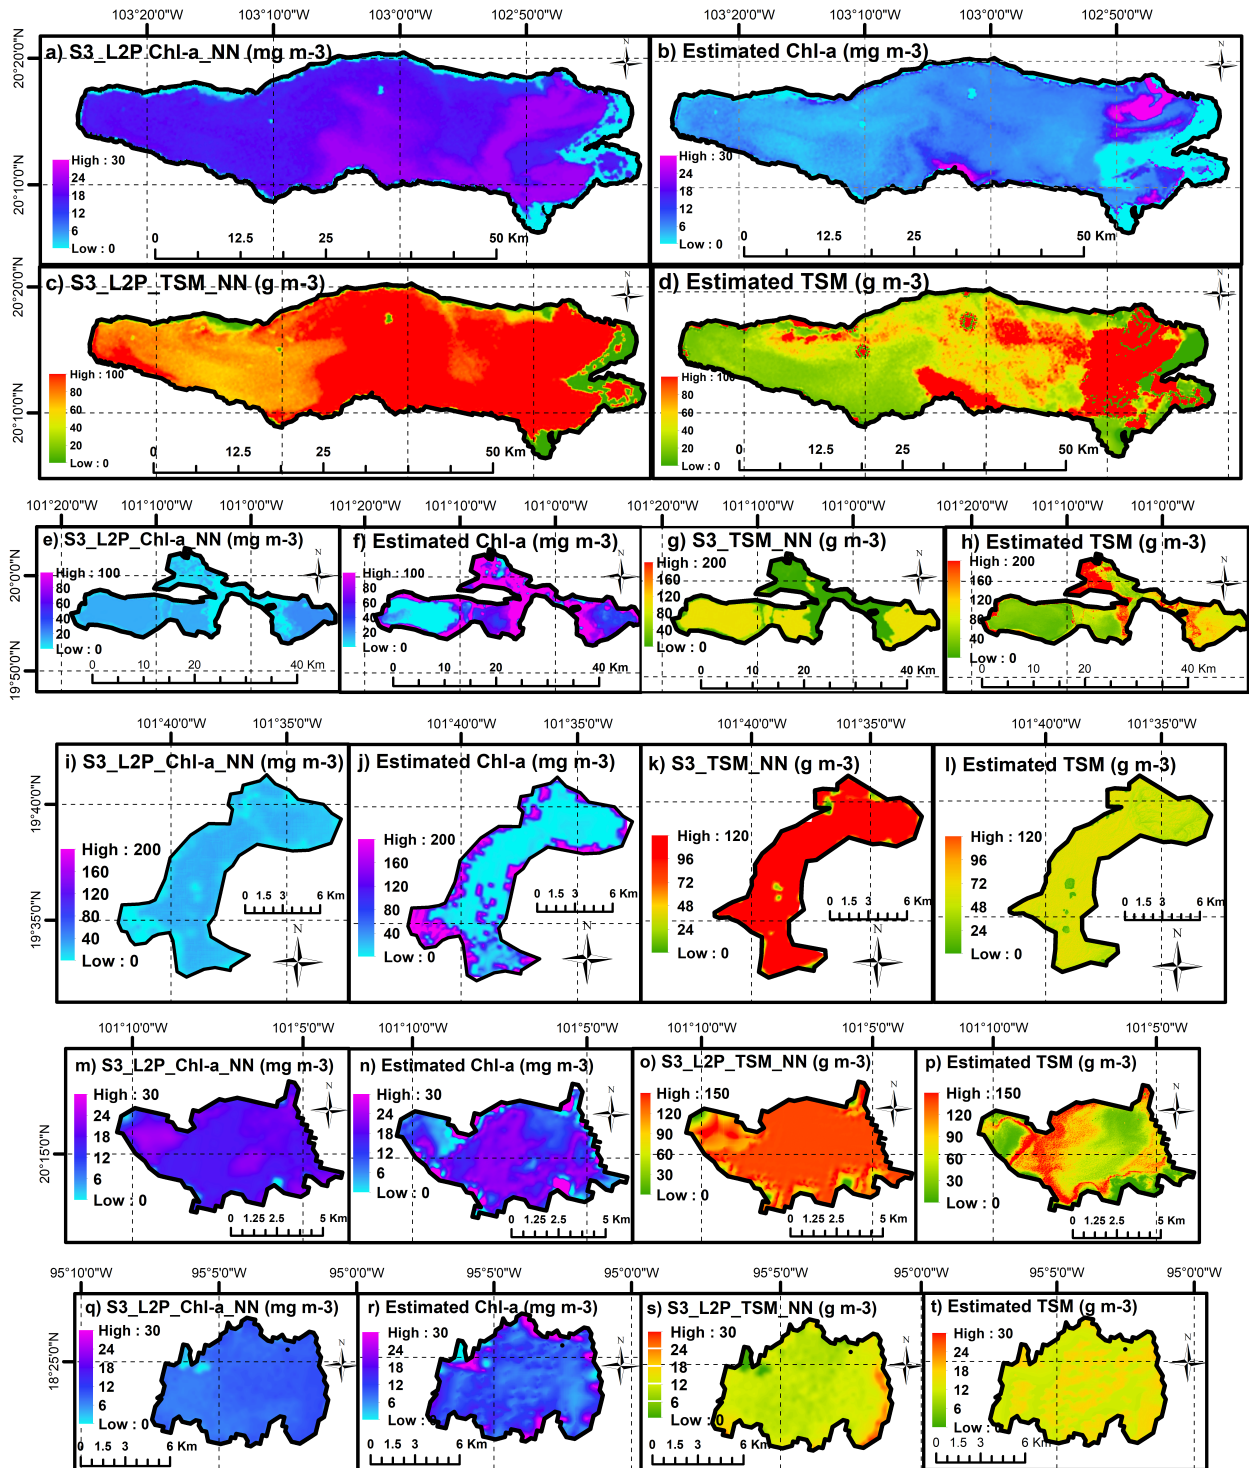 103°20'0"W 103°10'0"W 103°0'0"W 102°50'0"W 103°20'0"W 103°10'0"W 103°0'0"W 102°50'0"W
a) S3_L2P Chl-a_NN (mg m-3)
N
20°20'0"N
High : 30
24
18
12
6
Low : 0
20°10'0"N
0 12.5 25 50 Km
b) Estimated Chl-a (mg m-3)
N
High : 30
24
18
12
6
Low : 0
0 12.5 25 50 Km
c) S3_L2P_TSM_NN (g m-3)
N
20°20'0"N
High : 100
80
60
40
20
Low : 0
20°10'0"N
0 12.5 25 50 Km
d) Estimated TSM (g m-3)
N
High : 100
80
60
40
20
Low : 0
0 12.5 25 50 Km
101°20'0"W 101°10'0"W 101°0'0"W 101°20'0"W 101°10'0"W 101°0'0"W 101°20'0"W 101°10'0"W 101°0'0"W 101°20'0"W 101°10'0"W 101°0'0"W
e) S3_L2P_Chl-a_NN (mg m-3)
N
20°0'0"N
High : 100
80
60
40
20
Low : 0
19°50'0"N
0 10 20 40 Km
f) Estimated Chl-a (mg m-3)
N
High : 100
80
60
40
20
Low : 0
0 10 20 40 Km
g) S3_TSM_NN (g m-3)
N
High : 200
160
120
80
40
Low : 0
0 10 20 40 Km
h) Estimated TSM (g m-3)
N
High : 200
160
120
80
40
Low : 0
0 10 20 40 Km
101°40'0"W 101°35'0"W 101°40'0"W 101°35'0"W 101°40'0"W 101°35'0"W 101°40'0"W 101°35'0"W
i) S3_L2P_Chl-a_NN (mg m-3)
19°40'0"N
High : 200
160
120
80
40
Low : 0
19°35'0"N
0 1.5 3 6 Km
N
j) Estimated Chl-a (mg m-3)
High : 200
160
120
80
40
Low : 0
0 1.5 3 6 Km
N
k) S3_TSM_NN (g m-3)
High : 120
96
72
48
24
Low : 0
0 1.5 3 6 Km
N
l) Estimated TSM (g m-3)
High : 120
96
72
48
24
Low : 0
0 1.5 3 6 Km
N
101°10'0"W 101°5'0"W 101°10'0"W 101°5'0"W 101°10'0"W 101°5'0"W 101°10'0"W 101°5'0"W
m) S3_L2P_Chl-a_NN (mg m-3)
N
High : 30
24
18
12
6
Low : 0
20°15'0"N
0 1.25 2.5 5 Km
n) Estimated Chl-a (mg m-3)
N
High : 30
24
18
12
6
Low : 0
0 1.25 2.5 5 Km
o) S3_L2P_TSM_NN (g m-3)
N
High : 150
120
90
60
30
Low : 0
0 1.25 2.5 5 Km
p) Estimated TSM (g m-3)
N
High : 150
120
90
60
30
Low : 0
0 1.25 2.5 5 Km
95°10'0"W 95°5'0"W 95°0'0"W 95°5'0"W 95°0'0"W 95°5'0"W 95°0'0"W 95°5'0"W 95°0'0"W
q) S3_L2P_Chl-a_NN (mg m-3)
N
High : 30
24
18
12
6
Low : 0
18°25'0"N
0 1.5 3 6 Km
r) Estimated Chl-a (mg m-3)
N
High : 30
24
18
12
6
Low : 0
0 1.5 3 6 Km
s) S3_L2P_TSM_NN (g m-3)
N
High : 30
24
18
12
6
Low : 0
0 1.5 3 6 Km
t) Estimated TSM (g m-3)
N
High : 30
24
18
12
6
Low : 0
0 1.5 3 6 Km